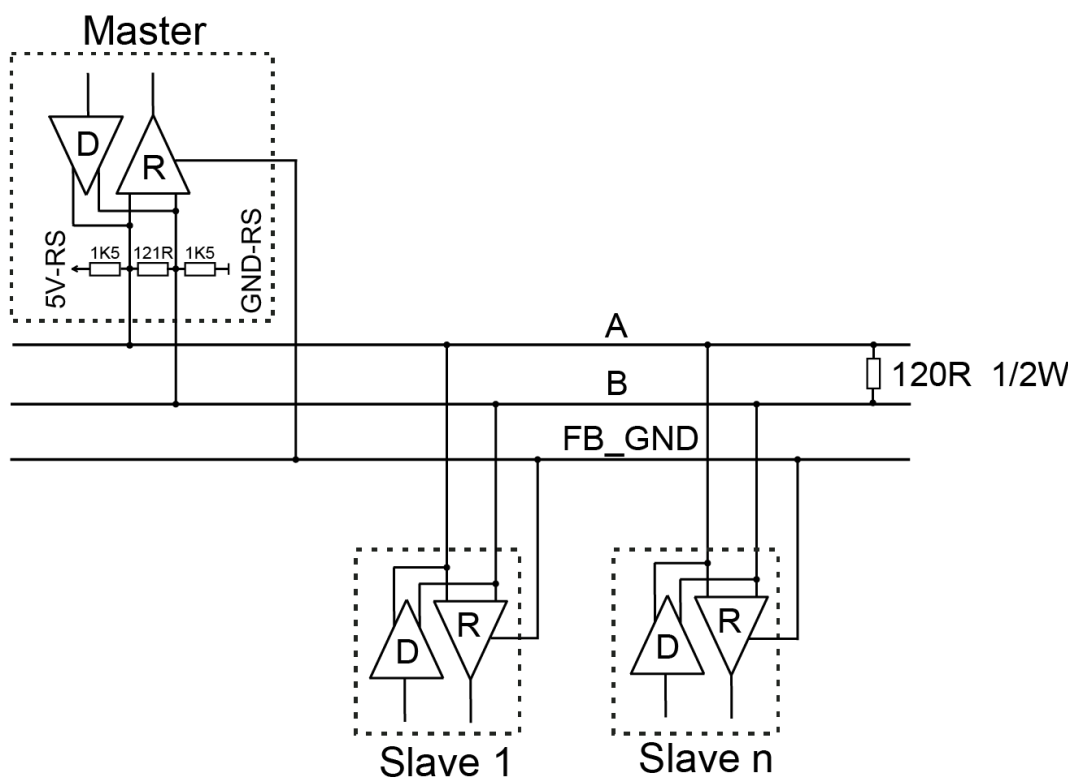 Master
D
R
5V-RS
1K5
121R
1K5
GND-RS
A
B
120R 1/2W
FB_GND
D
R
D
R
Slave 1
Slave n